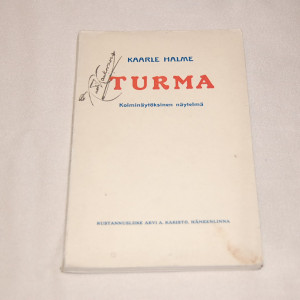 KAARLE HALME
TURMA
Kolminäytöksinen näytelmä
KUSTANNUSLIIKE ARVI A. KARISTO, HÄMEENLINNA